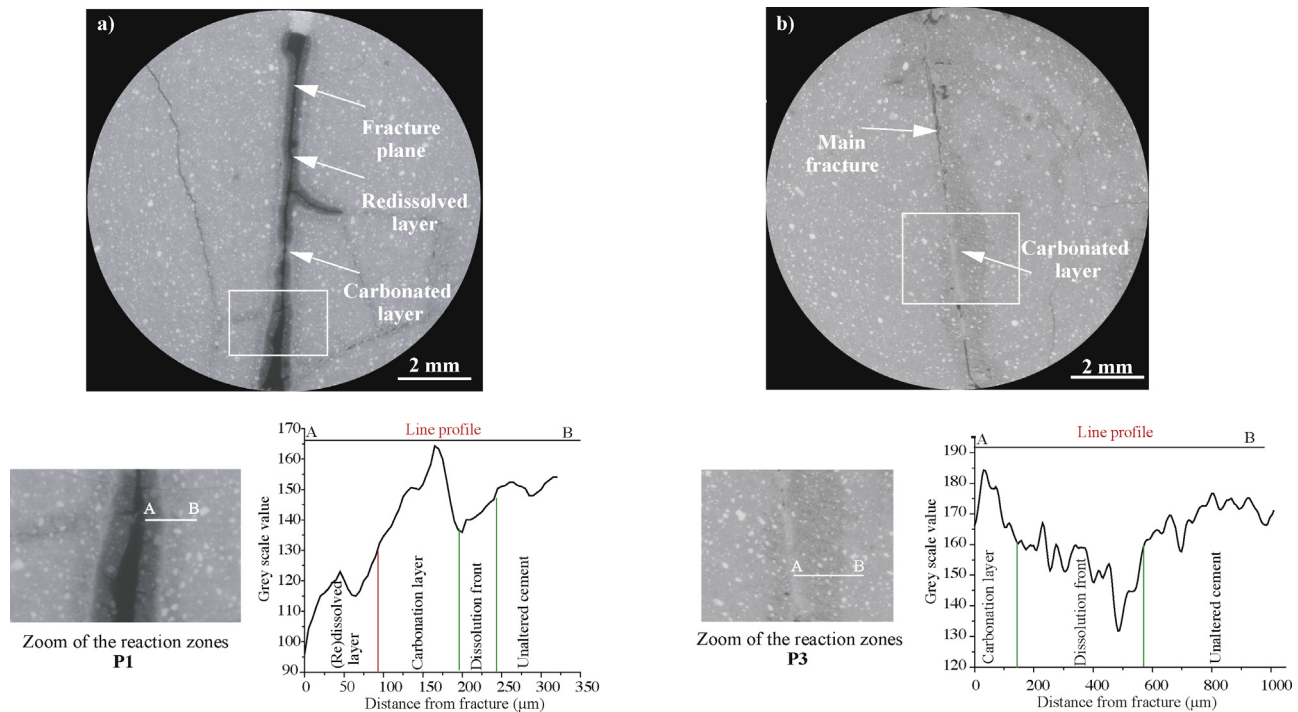 a)
Fracture
plane
Redissolved
layer
Carbonated
layer
2 mm
b)
Main
fracture
Carbonated
layer
2 mm
A
B
Zoom of the reaction zones
P1
A
Line profile
B
170
160
150
140
130
120
110
100
90
Grey scale value
(Re)dissolved
layer
Carbonation layer
Dissolution front
Unaltered cement
0
50
100
150
200
250
300
350
Distance from fracture (µm)
A
B
Zoom of the reaction zones
P3
A
Line profile
B
190
180
170
160
150
140
130
120
Grey scale value
Carbonation layer
Dissolution front
Unaltered cement
0
200
400
600
800
1000
Distance from fracture (µm)